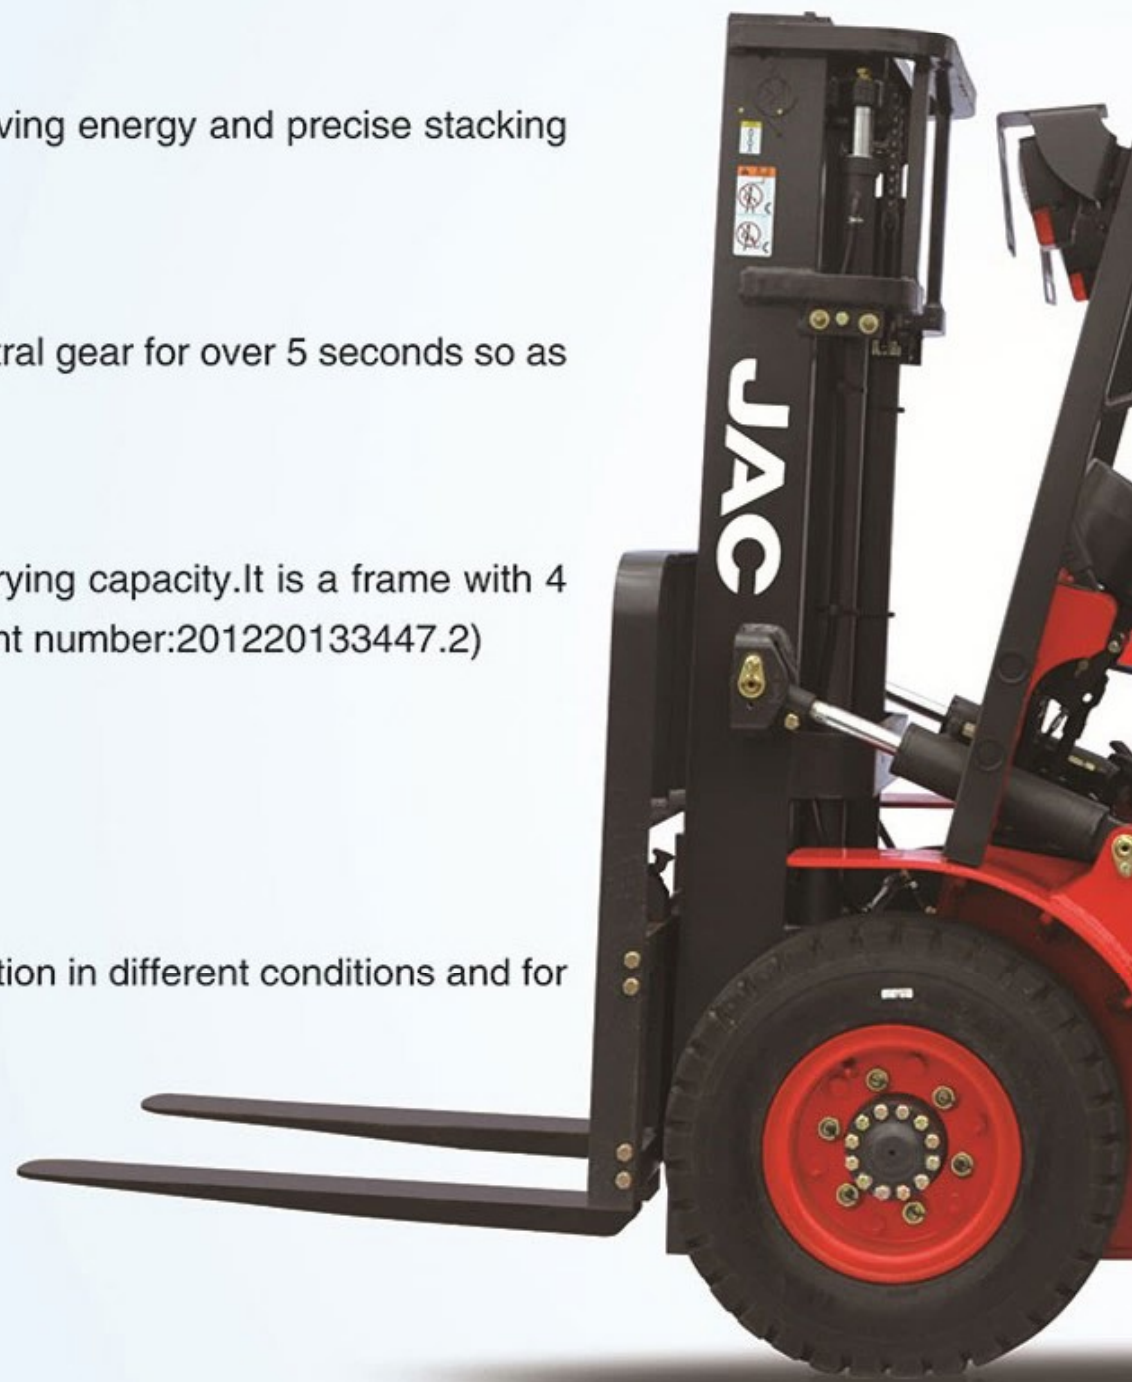 ving energy and precise stacking
tral gear for over 5 seconds so as
rying capacity.It is a frame with 4
nt number:201220133447.2)
tion in different conditions and for
JAC